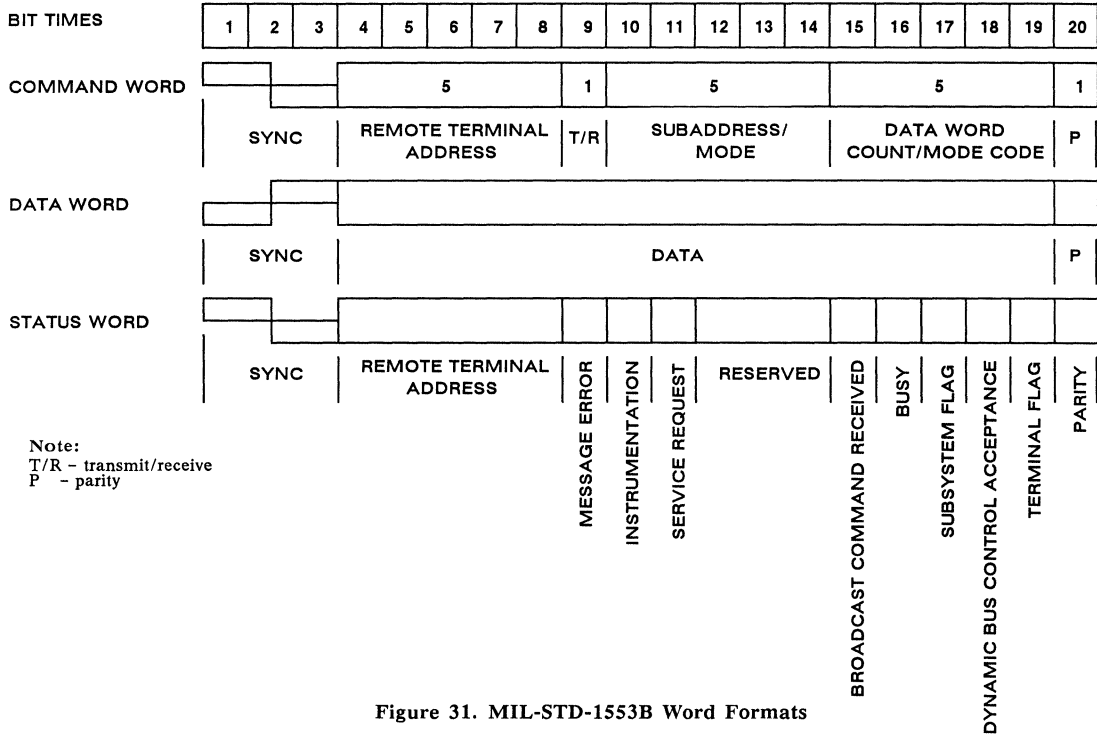 BIT TIMES 1 2 3 4 5 6 7 8 9 10 11 12 13 14 15 16 17 18 19 20
COMMAND WORD 5 1 5 5 1
SYNC REMOTE TERMINAL ADDRESS T/R SUBADDRESS/ MODE DATA WORD COUNT/MODE CODE P
DATA WORD
SYNC DATA P
STATUS WORD
SYNC REMOTE TERMINAL ADDRESS
MESSAGE ERROR
INSTRUMENTATION
SERVICE REQUEST
RESERVED
BROADCAST COMMAND RECEIVED
BUSY
SUBSYSTEM FLAG
DYNAMIC BUS CONTROL ACCEPTANCE
TERMINAL FLAG
PARITY
Note:
T/R – transmit/receive
P – parity
Figure 31. MIL-STD-1553B Word Formats